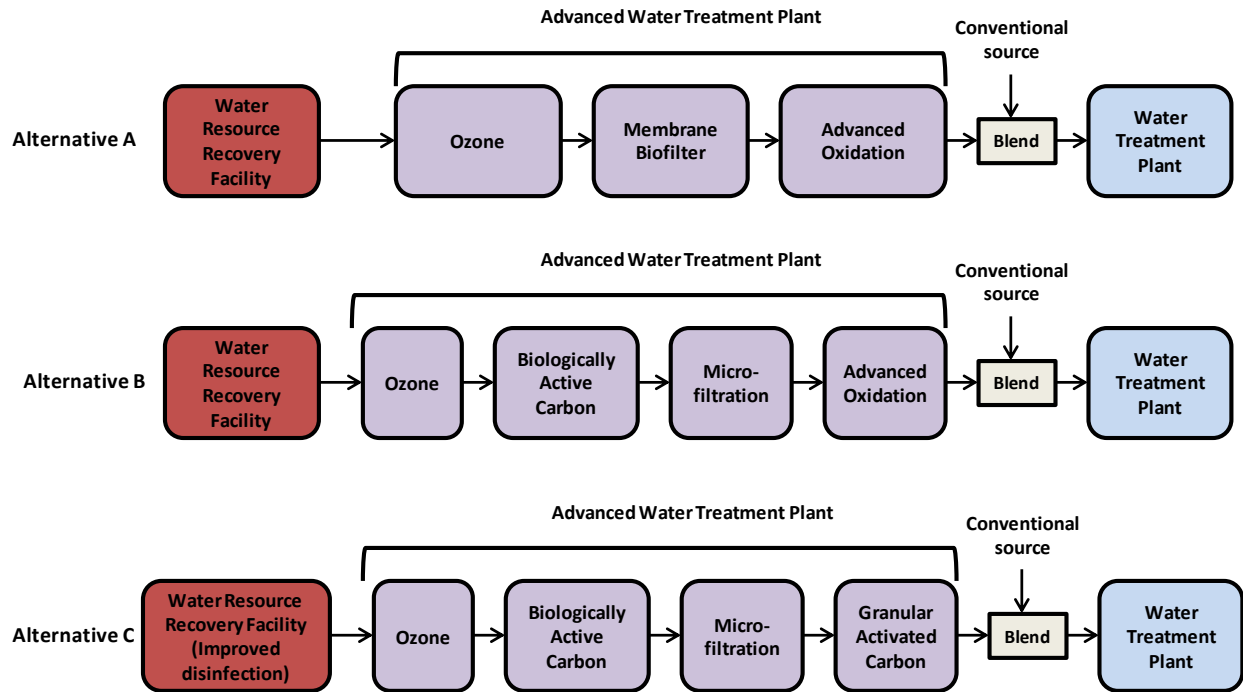 Advanced Water Treatment Plant
Conventional
source
Alternative A
Water
Resource
Recovery
Facility
Ozone
Membrane
Biofilter
Advanced
Oxidation
Blend
Water
Treatment
Plant
Advanced Water Treatment Plant
Conventional
source
Alternative B
Water
Resource
Recovery
Facility
Ozone
Biologically
Active
Carbon
Micro-
filtration
Advanced
Oxidation
Blend
Water
Treatment
Plant
Advanced Water Treatment Plant
Conventional
source
Alternative C
Water Resource
Recovery Facility
(Improved
disinfection)
Ozone
Biologically
Active
Carbon
Micro-
filtration
Granular
Activated
Carbon
Blend
Water
Treatment
Plant